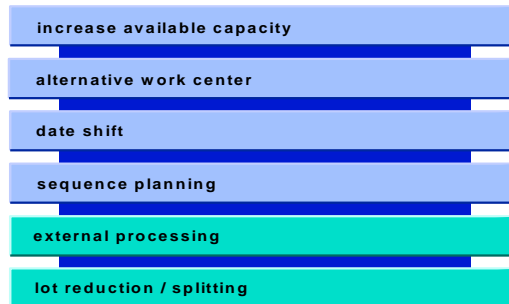 increase available capacity
alternative work center
date shift
sequence planning
external processing
lot reduction / splitting